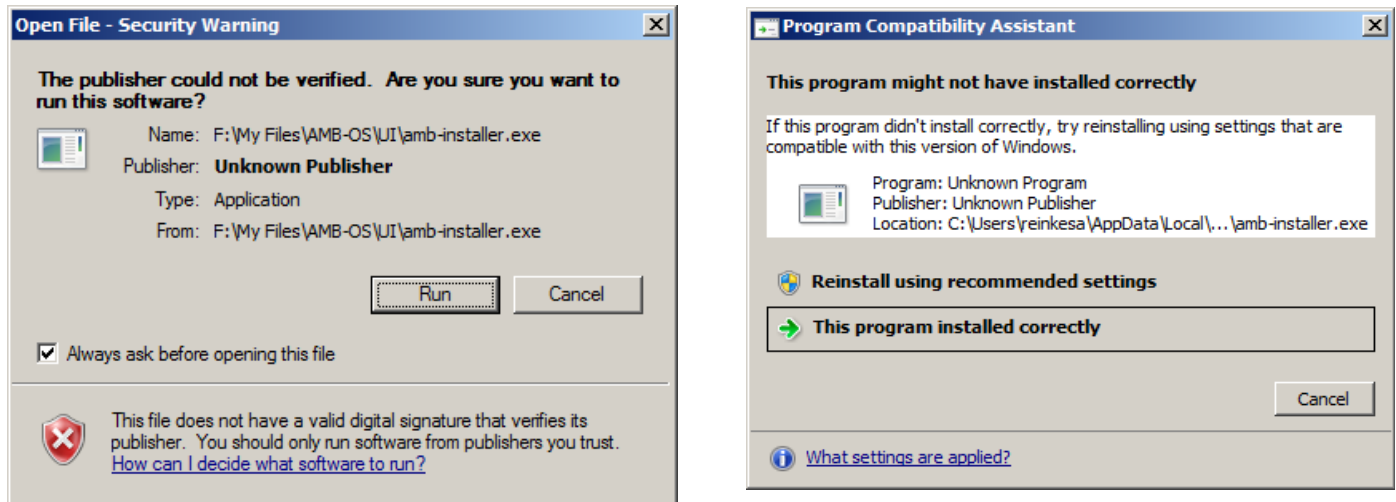 Open File - Security Warning
The publisher could not be verified. Are you sure you want to
run this software?
Name: F:\My Files\AMB-OS\UI\amb-installer.exe
Publisher: Unknown Publisher
Type: Application
From: F:\My Files\AMB-OS\UI\amb-installer.exe
Run
Cancel
Always ask before opening this file
This file does not have a valid digital signature that verifies its
publisher. You should only run software from publishers you trust.
How can I decide what software to run?
Program Compatibility Assistant
This program might not have installed correctly
If this program didn't install correctly, try reinstalling using settings that are
compatible with this version of Windows.
Program: Unknown Program
Publisher: Unknown Publisher
Location: C:\Users\reinkesa\AppData\Local\...\amb-installer.exe
Reinstall using recommended settings
This program installed correctly
Cancel
What settings are applied?